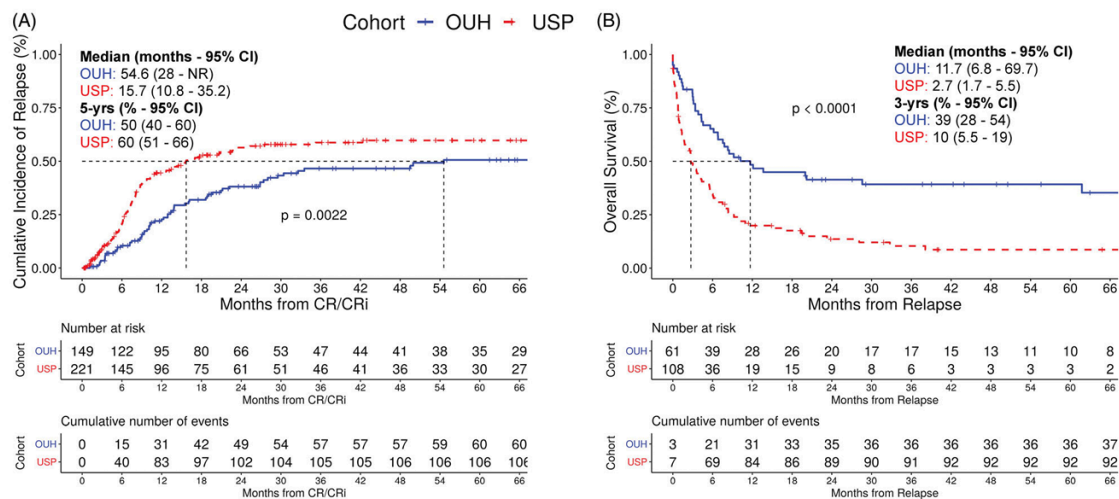 (A)
Cohort OUH USP
(B)
Cumulative Incidence of Relapse (%)
1.00
0.75
0.50
0.25
0.00
Median (months - 95% CI)
OUH: 54.6 (28 - NR)
USP: 15.7 (10.8 - 35.2)
5-yrs (% - 95% CI)
OUH: 50 (40 - 60)
USP: 60 (51 - 66)
p = 0.0022
0 6 12 18 24 30 36 42 48 54 60 66
Months from CR/CRi
Overall Survival (%)
1.00
0.75
0.50
0.25
0.00
Median (months - 95% CI)
OUH: 11.7 (6.8 - 69.7)
USP: 2.7 (1.7 - 5.5)
3-yrs (% - 95% CI)
OUH: 39 (28 - 54)
USP: 10 (5.5 - 19)
p < 0.0001
0 6 12 18 24 30 36 42 48 54 60 66
Months from Relapse
Number at risk
Cohort
OUH 149 122 95 80 66 53 47 44 41 38 35 29
USP 221 145 96 75 61 51 46 41 36 33 30 27
0 6 12 18 24 30 36 42 48 54 60 66
Months from CR/CRi
Number at risk
Cohort
OUH 61 39 28 26 20 17 17 15 13 11 10 8
USP 108 36 19 15 9 8 6 3 3 3 3 2
0 6 12 18 24 30 36 42 48 54 60 66
Months from Relapse
Cumulative number of events
Cohort
OUH 0 15 31 42 49 54 57 57 57 59 60 60
USP 0 40 83 97 102 104 105 105 106 106 106 106
0 6 12 18 24 30 36 42 48 54 60 66
Months from CR/CRi
Cumulative number of events
Cohort
OUH 3 21 31 33 35 36 36 36 36 36 36 37
USP 7 69 84 86 89 90 91 92 92 92 92 92
0 6 12 18 24 30 36 42 48 54 60 66
Months from Relapse